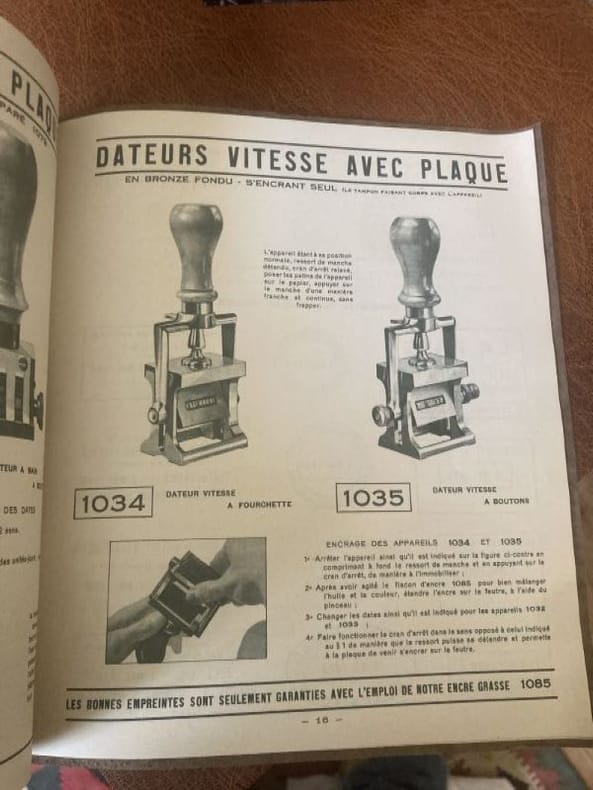 PLAQ
PARÉ
DATEURS VITESSE AVEC PLAQUE
EN BRONZE FONDU - S'ENCRANT SEUL (LE TAMPON FAISANT CORPS AVEC L'APPAREIL)
L'appareil étant à sa position
normale, ressort de manche
détendu, cran d'arrêt relevé,
poser les patins de l'appareil
sur le papier, appuyer sur
le manche d'une manière
franche et continue, sans
frapper.
1034
DATEUR VITESSE
A FOURCHETTE
1035
DATEUR VITESSE
A BOUTONS
TEUR A
DES DATES
2 sens.
ENCRAGE DES APPAREILS 1034 ET 1035
1° Arrêter l'appareil ainsi qu'il est indiqué sur la figure ci-contre en
comprimant à fond le ressort de manche et en appuyant sur le
cran d'arrêt, de manière à l'immobiliser ;
2° Après avoir agité le flacon d'encre 1085 pour bien mélanger
l'huile et la couleur, étendre l'encre sur le feutre, à l'aide du
pinceau ;
3° Changer les dates ainsi qu'il est indiqué pour les appareils 1032
et 1033 ;
4° Faire fonctionner le cran d'arrêt dans le sens opposé à celui indiqué
au § 1 de manière que le ressort puisse se détendre et permette
à la plaque de venir s'encrer sur le feutre.
LES BONNES EMPREINTES SONT SEULEMENT GARANTIES AVEC L'EMPLOI DE NOTRE ENCRE GRASSE 1085
— 16 —